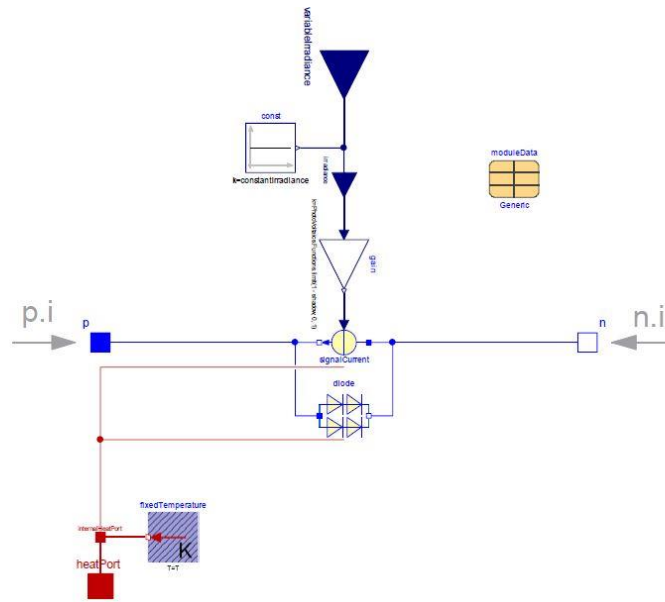 variableIrradiance
const
k=constantIrradiance
irradiance
moduleData
Generic
gain
p.i
p
n
n.i
signalCurrent
diode
fixedTemperature
internalHeatPort
K
heatPort
T=T